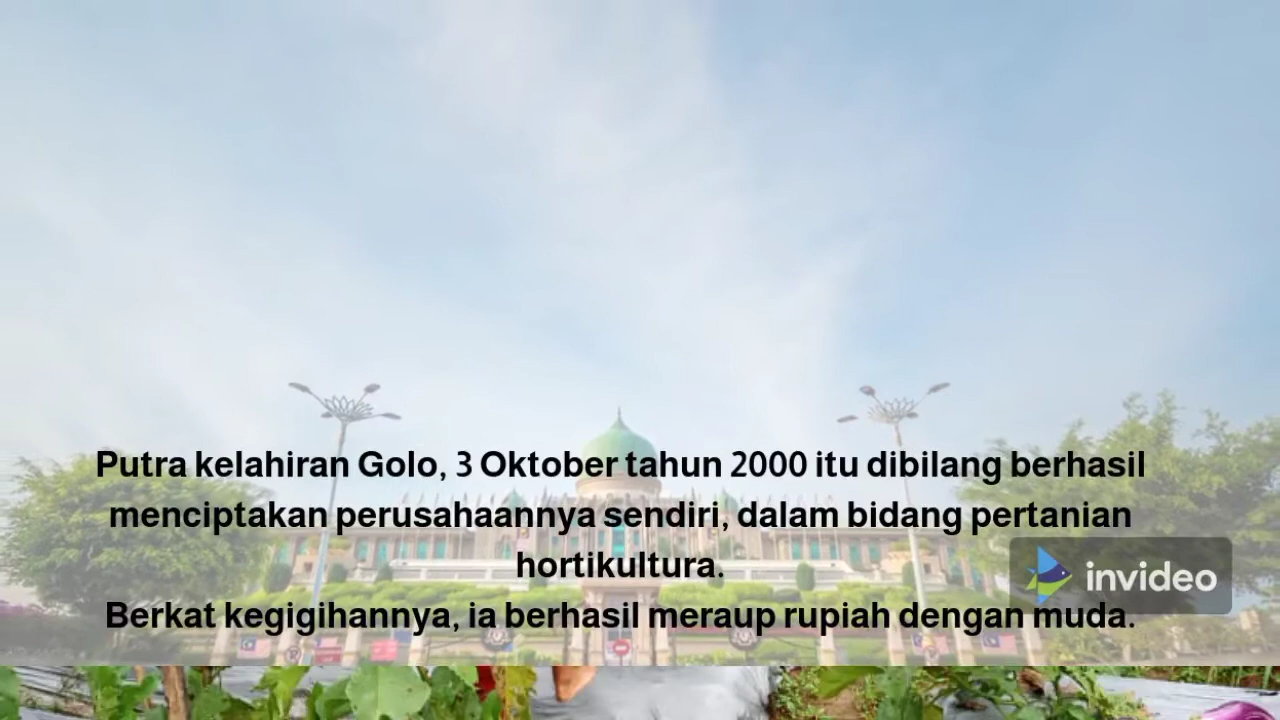 Putra kelahiran Golo, 3 Oktober tahun 2000 itu dibilang berhasil
menciptakan perusahaannya sendiri, dalam bidang pertanian
hortikultura.
invideo
Berkat kegigihannya, ia berhasil meraup rupiah dengan muda.